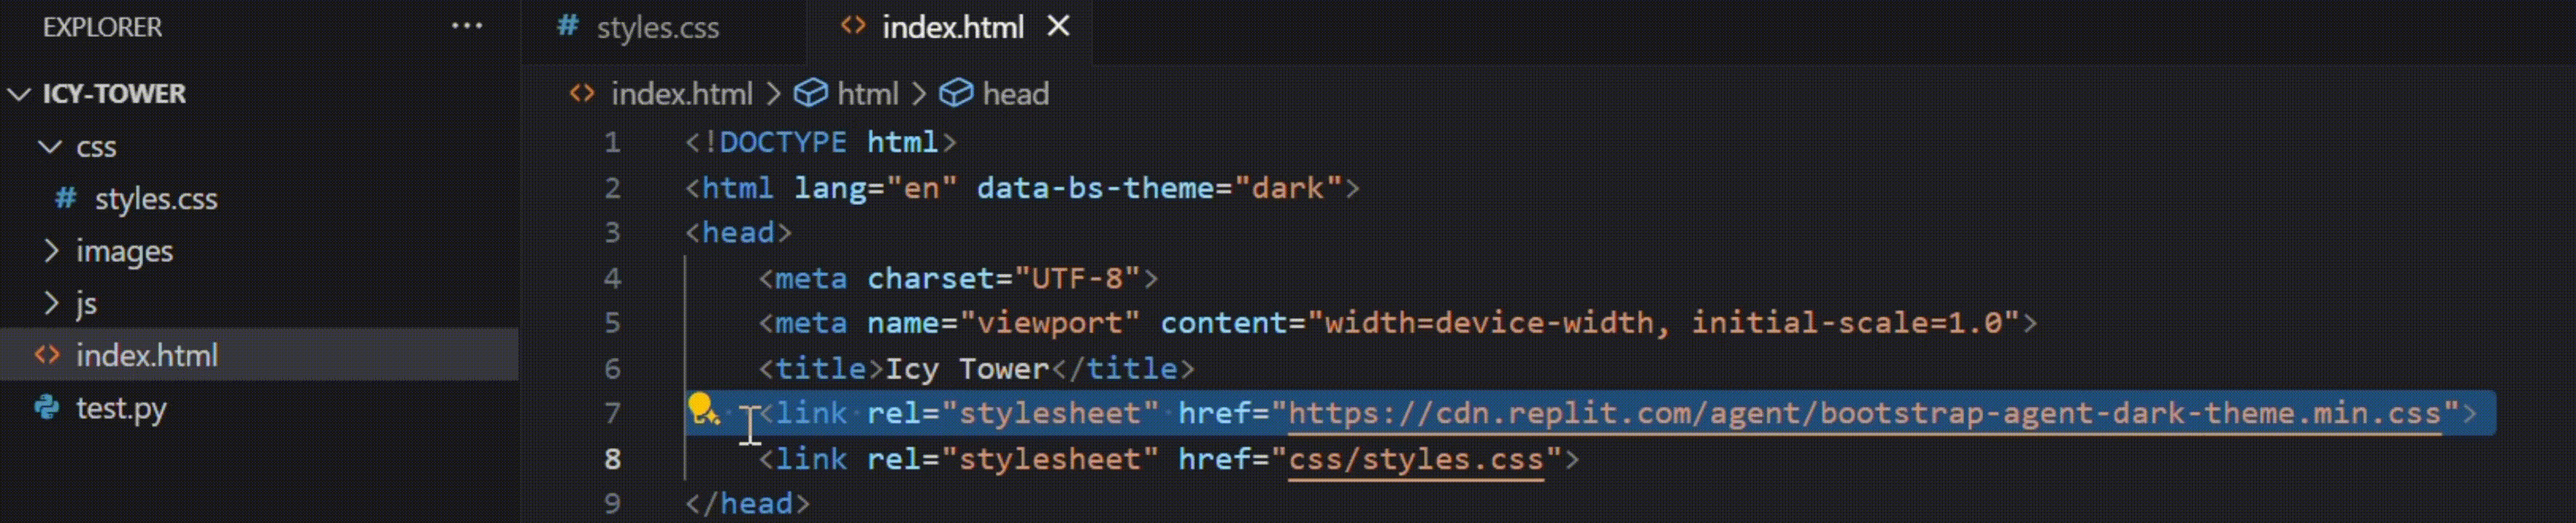 EXPLORER ···
ICY-TOWER
css
# styles.css
images
js
<> index.html
test.py
# styles.css <> index.html ×
<> index.html > html > head
1 <!DOCTYPE html>
2 <html lang="en" data-bs-theme="dark">
3 <head>
4 <meta charset="UTF-8">
5 <meta name="viewport" content="width=device-width, initial-scale=1.0">
6 <title>Icy Tower</title>
7 <link rel="stylesheet" href="https://cdn.replit.com/agent/bootstrap-agent-dark-theme.min.css">
8 <link rel="stylesheet" href="css/styles.css">
9 </head>